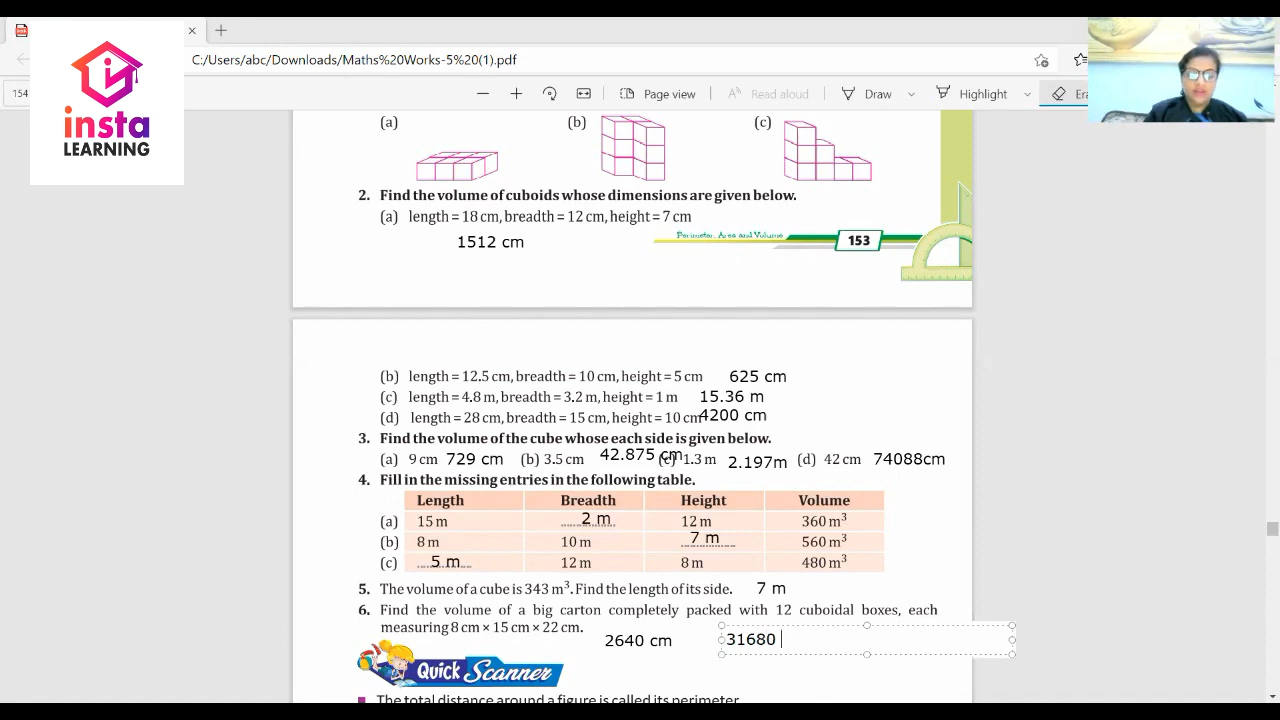 C:/Users/abc/Downloads/Maths%20Works-5%20(1).pdf
154
Page view
Read aloud
Draw
Highlight
Era
insta
LEARNING
(a) (b) (c)
2. Find the volume of cuboids whose dimensions are given below.
(a) length = 18 cm, breadth = 12 cm, height = 7 cm
1512 cm
Perimeter, Area and Volume 153
(b) length = 12.5 cm, breadth = 10 cm, height = 5 cm 625 cm
(c) length = 4.8 m, breadth = 3.2 m, height = 1 m 15.36 m
(d) length = 28 cm, breadth = 15 cm, height = 10 cm 4200 cm
3. Find the volume of the cube whose each side is given below.
(a) 9 cm 729 cm (b) 3.5 cm 42.875 cm (c) 1.3 m 2.197m (d) 42 cm 74088cm
4. Fill in the missing entries in the following table.
Length Breadth Height Volume
(a) 15 m 2 m 12 m 360 m³
(b) 8 m 10 m 7 m 560 m³
(c) 5 m 12 m 8 m 480 m³
5. The volume of a cube is 343 m³. Find the length of its side. 7 m
6. Find the volume of a big carton completely packed with 12 cuboidal boxes, each
measuring 8 cm × 15 cm × 22 cm. 2640 cm 31680
Quick Scanner
The total distance around a figure is called its perimeter